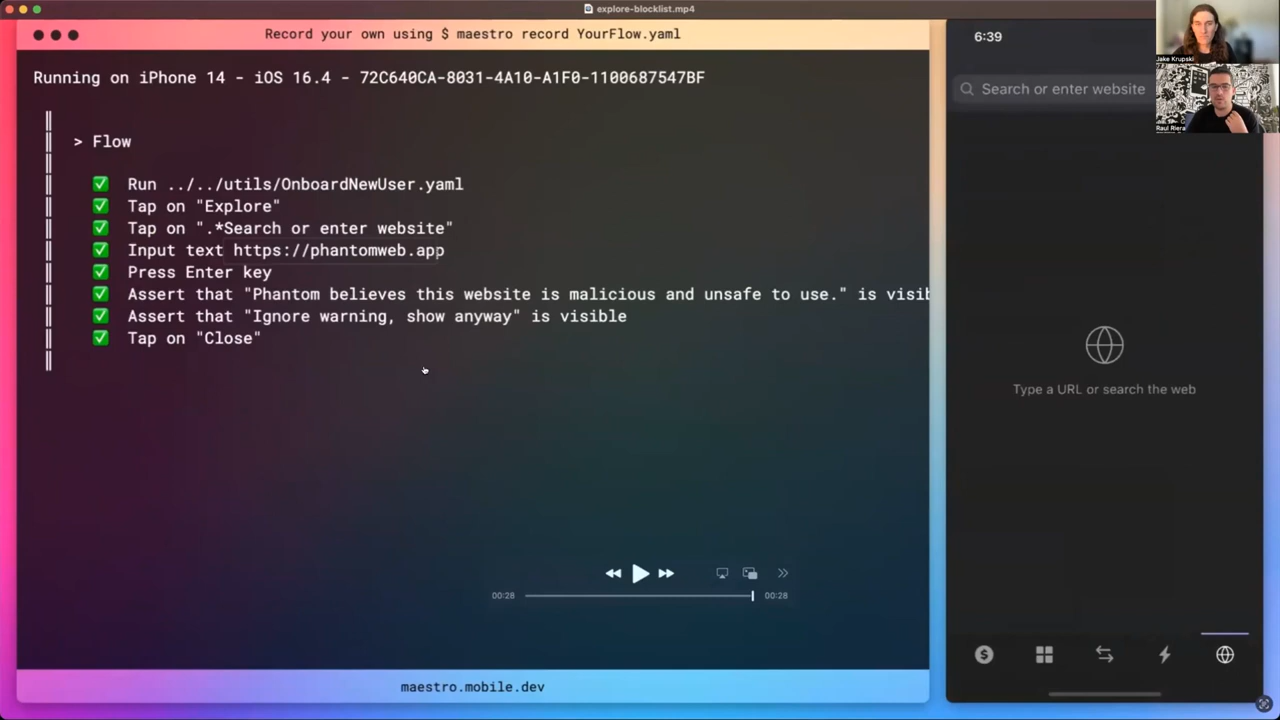 explore-blocklist.mp4
Record your own using $ maestro record YourFlow.yaml
Running on iPhone 14 - iOS 16.4 - 72C640CA-8031-4A10-A1F0-1100687547BF
> Flow
Run ../../utils/OnboardNewUser.yaml
Tap on "Explore"
Tap on ".*Search or enter website"
Input text https://phantomweb.app
Press Enter key
Assert that "Phantom believes this website is malicious and unsafe to use." is visib
Assert that "Ignore warning, show anyway" is visible
Tap on "Close"
00:28
00:28
maestro.mobile.dev
6:39
Search or enter website
Type a URL or search the web
Jake Krupski
Raul Riera